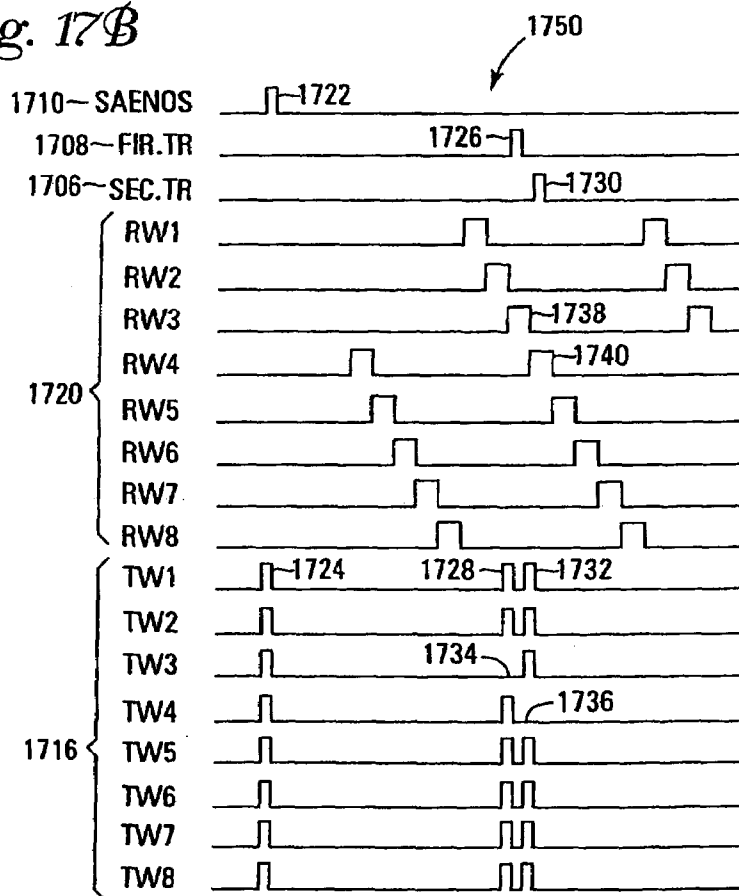 g. 17B
1750
1710~SAENOS 1722
1708~FIR.TR 1726
1706~SEC.TR 1730
RW1
RW2
RW3 1738
RW4 1740
1720
RW5
RW6
RW7
RW8
TW1 1724 1728 1732
TW2
TW3 1734
TW4 1736
1716
TW5
TW6
TW7
TW8